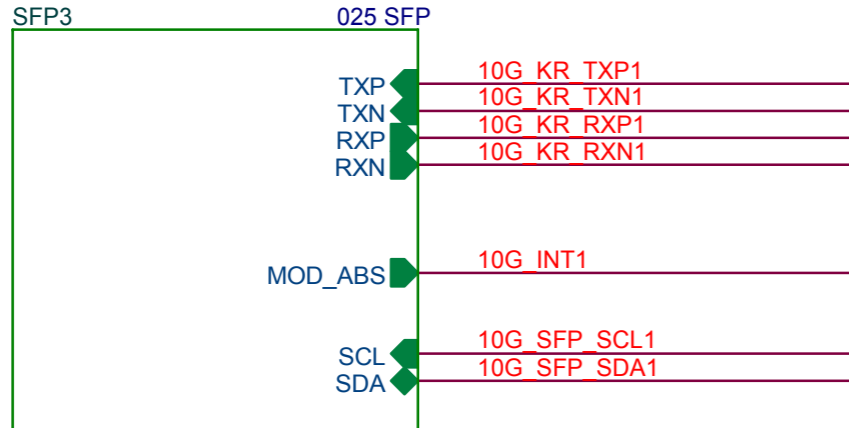 SFP3 025 SFP
TXP 10G_KR_TXP1
TXN 10G_KR_TXN1
RXP 10G_KR_RXP1
RXN 10G_KR_RXN1
MOD_ABS 10G_INT1
SCL 10G_SFP_SCL1
SDA 10G_SFP_SDA1